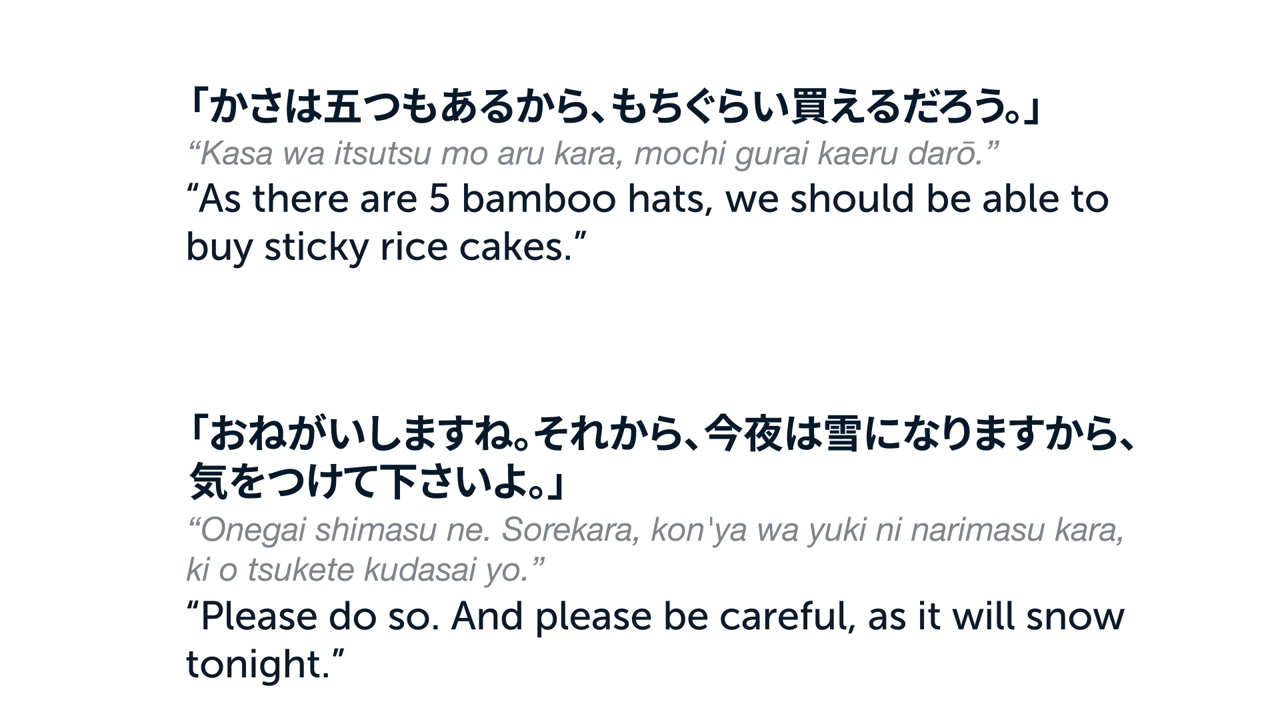 「かさは五つもあるから、もちぐらい買えるだろう。」
“Kasa wa itsutsu mo aru kara, mochi gurai kaeru darō.”
“As there are 5 bamboo hats, we should be able to
buy sticky rice cakes.”
「おねがいしますね。それから、今夜は雪になりますから、
気をつけて下さいよ。」
“Onegai shimasu ne. Sorekara, kon'ya wa yuki ni narimasu kara,
ki o tsukete kudasai yo.”
“Please do so. And please be careful, as it will snow
tonight.”